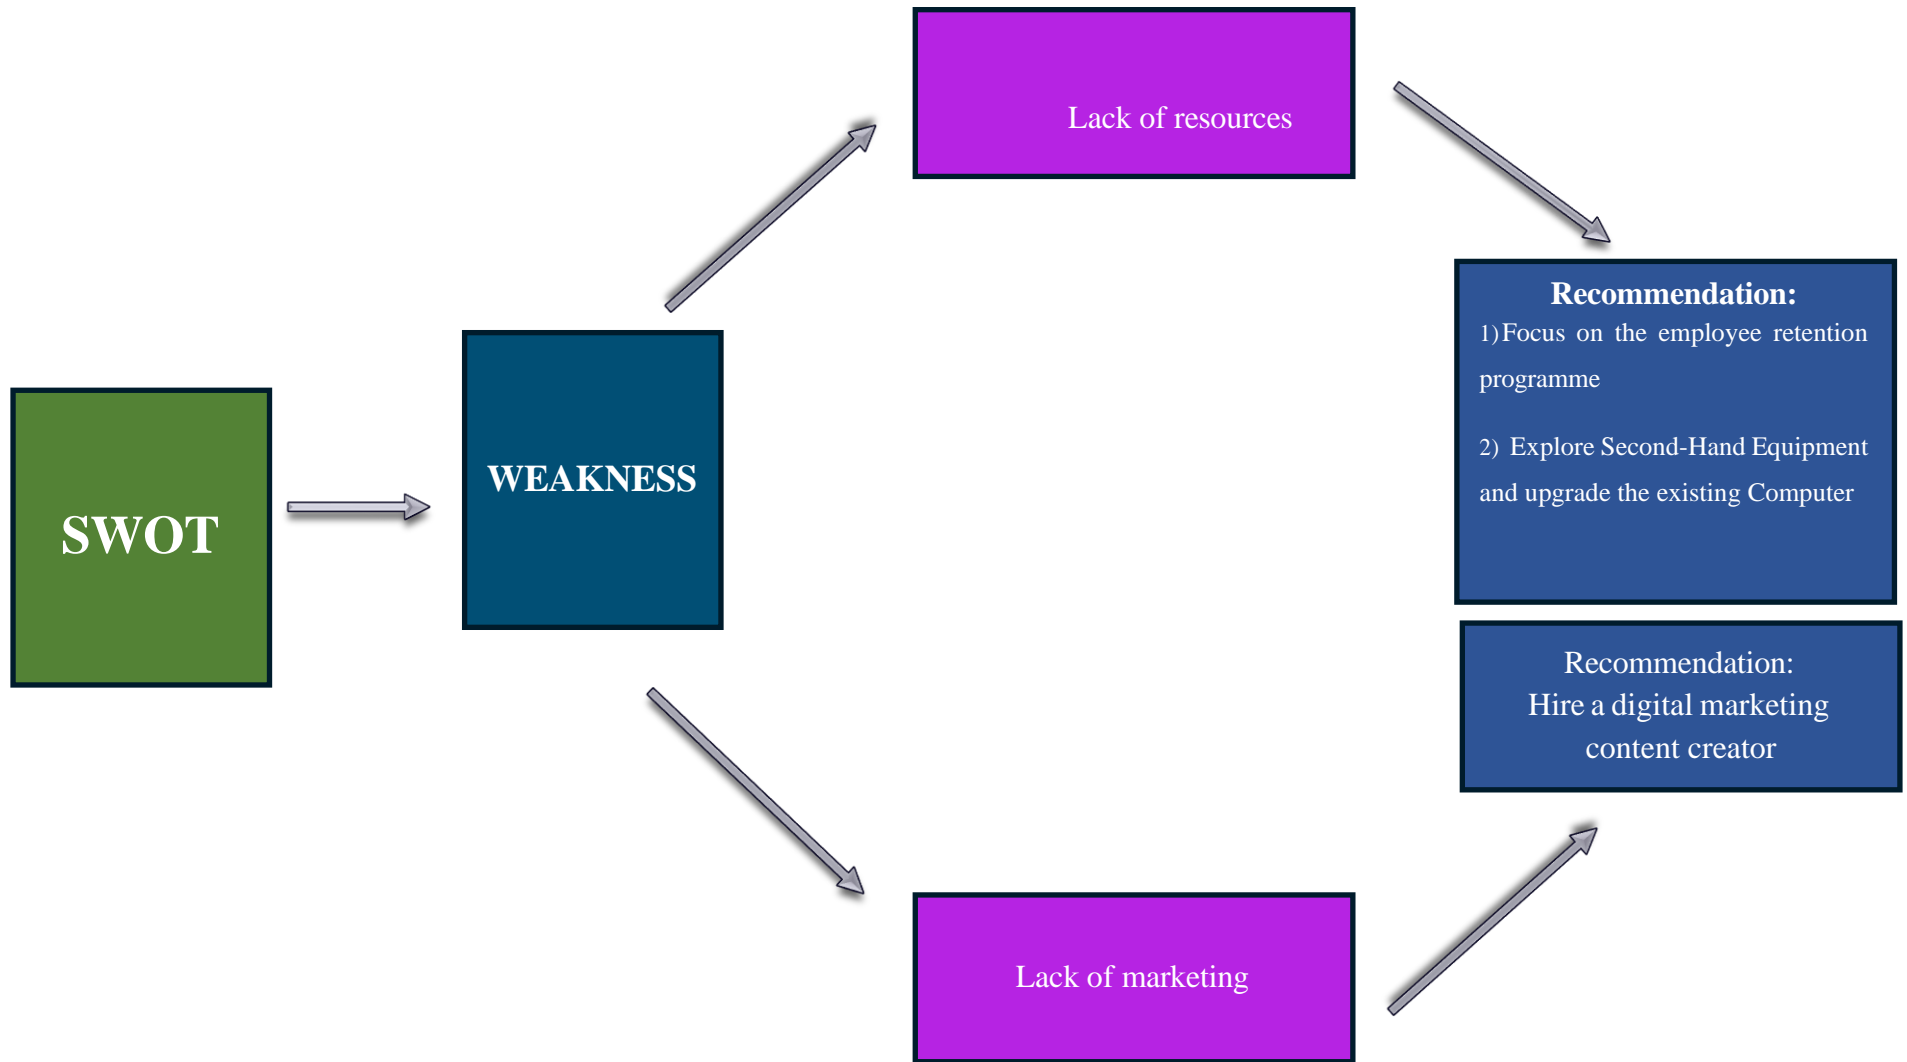 SWOT
WEAKNESS
Lack of resources
Recommendation:
1)Focus on the employee retention
programme
2) Explore Second-Hand Equipment
and upgrade the existing Computer
Recommendation:
Hire a digital marketing
content creator
Lack of marketing